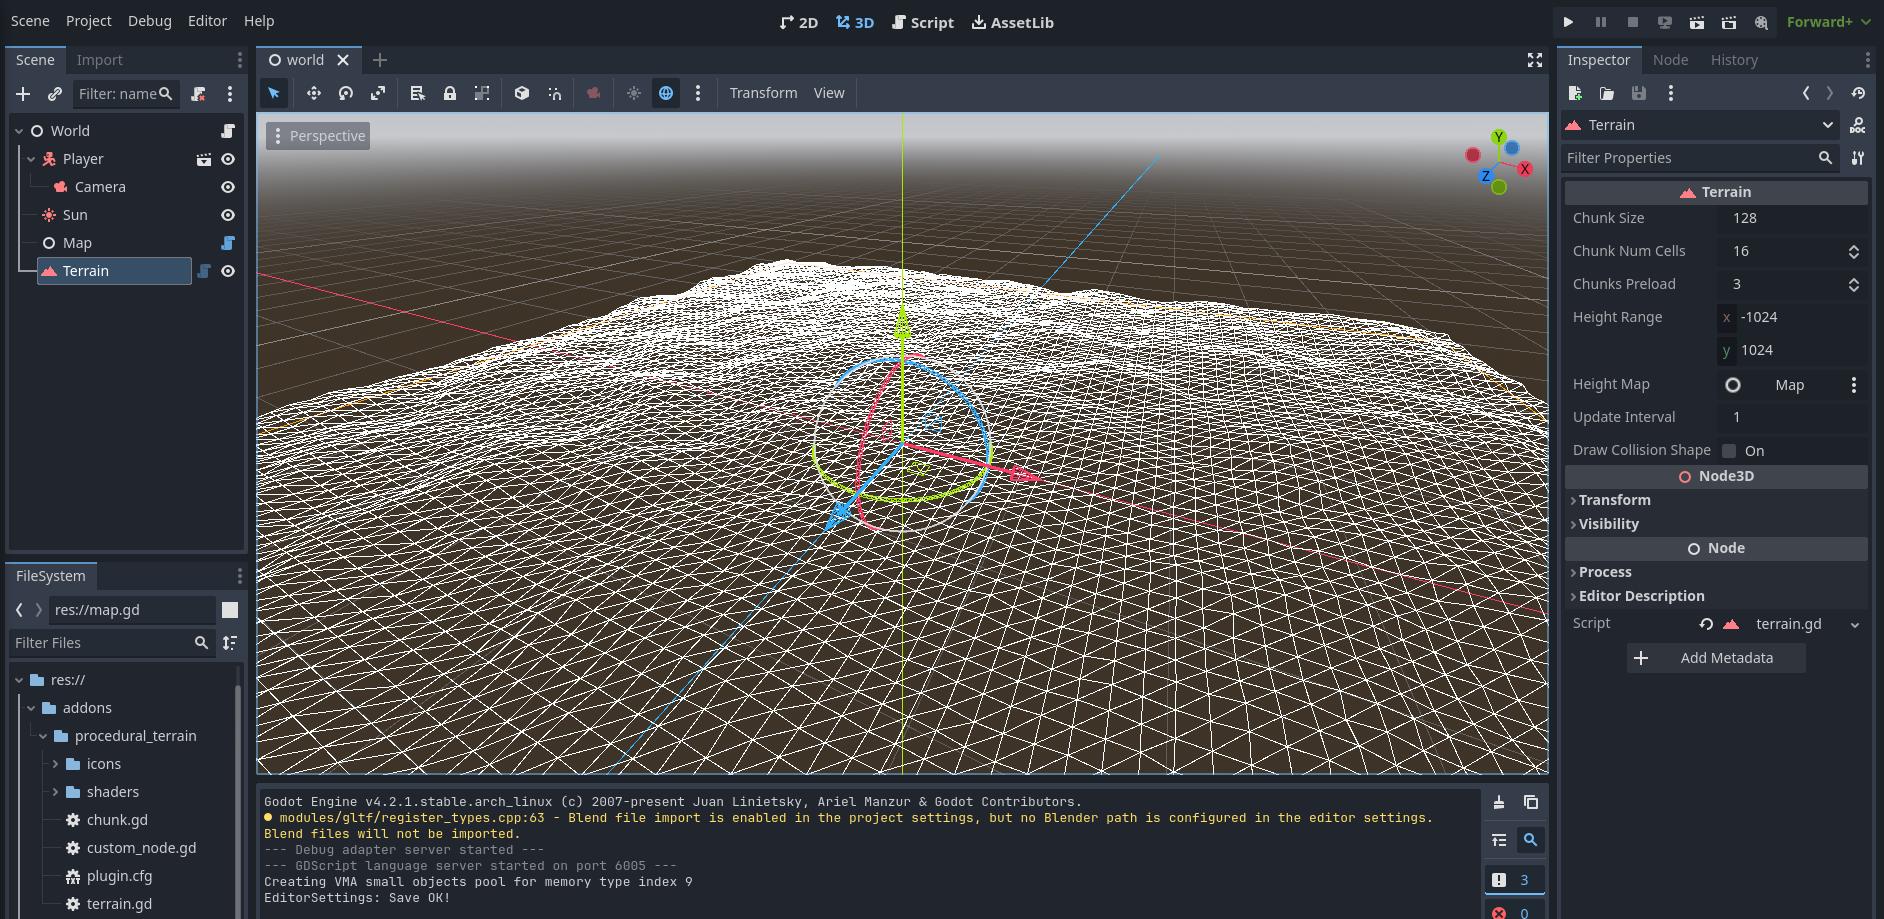 Scene Project Debug Editor Help
2D 3D Script AssetLib
Forward+
Scene Import
Filter: name
World
Player
Camera
Sun
Map
Terrain
FileSystem
res://map.gd
Filter Files
res://
addons
procedural_terrain
icons
shaders
chunk.gd
custom_node.gd
plugin.cfg
terrain.gd
world
Transform View
Perspective
Y
X
Z
Godot Engine v4.2.1.stable.arch_linux (c) 2007-present Juan Linietsky, Ariel Manzur & Godot Contributors.
modules/gltf/register_types.cpp:63 - Blend file import is enabled in the project settings, but no Blender path is configured in the editor settings.
Blend files will not be imported.
--- Debug adapter server started ---
--- GDScript language server started on port 6005 ---
Creating VMA small objects pool for memory type index 9
EditorSettings: Save OK!
3
0
Inspector Node History
Terrain
Filter Properties
Terrain
Chunk Size 128
Chunk Num Cells 16
Chunks Preload 3
Height Range x -1024
y 1024
Height Map Map
Update Interval 1
Draw Collision Shape On
Node3D
Transform
Visibility
Node
Process
Editor Description
Script terrain.gd
Add Metadata